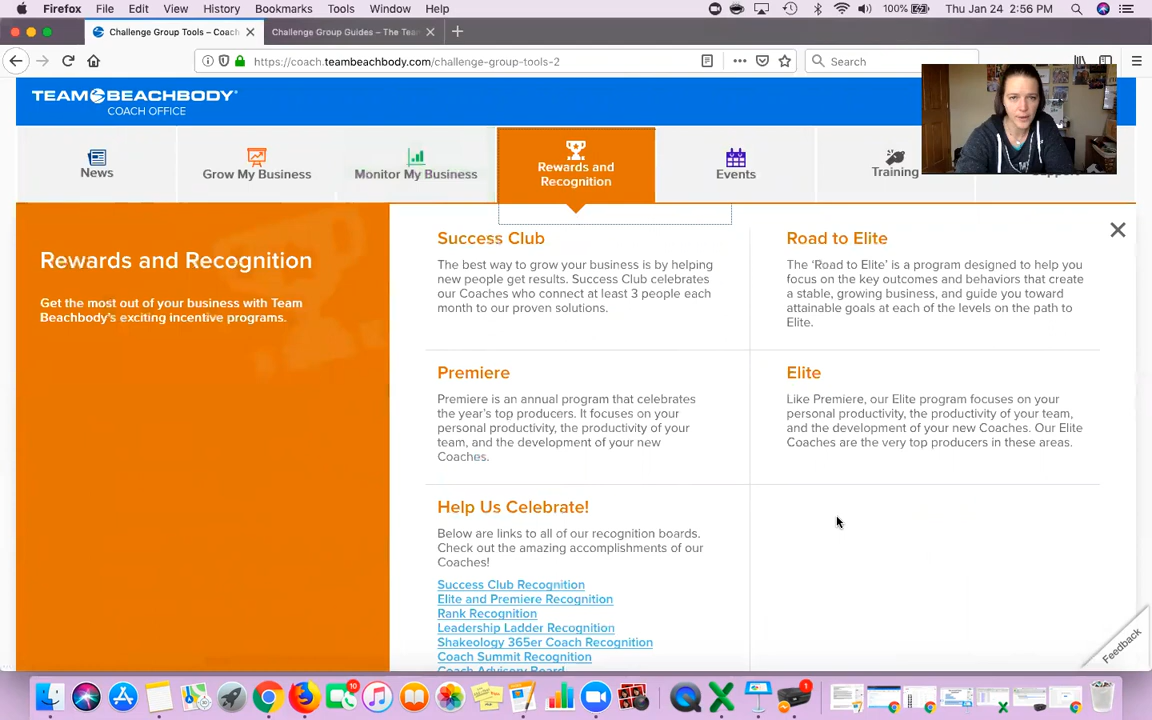 Firefox File Edit View History Bookmarks Tools Window Help
100% Thu Jan 24 2:56 PM
Challenge Group Tools – Coach
Challenge Group Guides – The Tea
https://coach.teambeachbody.com/challenge-group-tools-2
Search
TEAM BEACHBODY
COACH OFFICE
News
Grow My Business
Monitor My Business
Rewards and
Recognition
Events
Training
Rewards and Recognition
Get the most out of your business with Team
Beachbody's exciting incentive programs.
Success Club
The best way to grow your business is by helping
new people get results. Success Club celebrates
our Coaches who connect at least 3 people each
month to our proven solutions.
Road to Elite
The 'Road to Elite' is a program designed to help you
focus on the key outcomes and behaviors that create
a stable, growing business, and guide you toward
attainable goals at each of the levels on the path to
Elite.
Premiere
Premiere is an annual program that celebrates
the year's top producers. It focuses on your
personal productivity, the productivity of your
team, and the development of your new
Coaches.
Elite
Like Premiere, our Elite program focuses on your
personal productivity, the productivity of your team,
and the development of your new Coaches. Our Elite
Coaches are the very top producers in these areas.
Help Us Celebrate!
Below are links to all of our recognition boards.
Check out the amazing accomplishments of our
Coaches!
Success Club Recognition
Elite and Premiere Recognition
Rank Recognition
Leadership Ladder Recognition
Shakeology 365er Coach Recognition
Coach Summit Recognition
Coach Advisory Board
Feedback
10
1